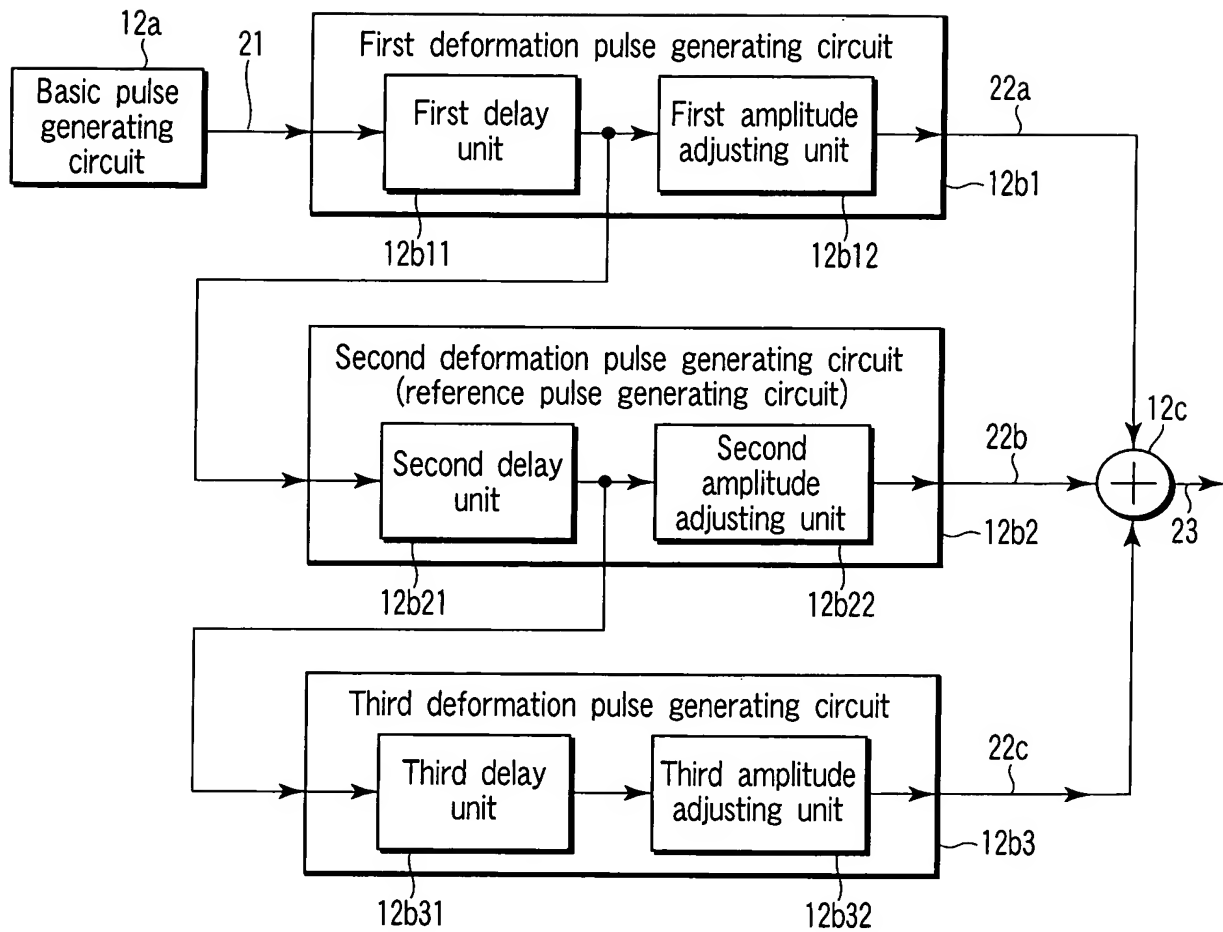 12a
21
Basic pulse
generating
circuit
First deformation pulse generating circuit
First delay
unit
First amplitude
adjusting unit
22a
12b1
12b11
12b12
Second deformation pulse generating circuit
(reference pulse generating circuit)
Second delay
unit
Second
amplitude
adjusting unit
22b
12c
+
23
12b2
12b21
12b22
Third deformation pulse generating circuit
Third delay
unit
Third amplitude
adjusting unit
22c
12b3
12b31
12b32